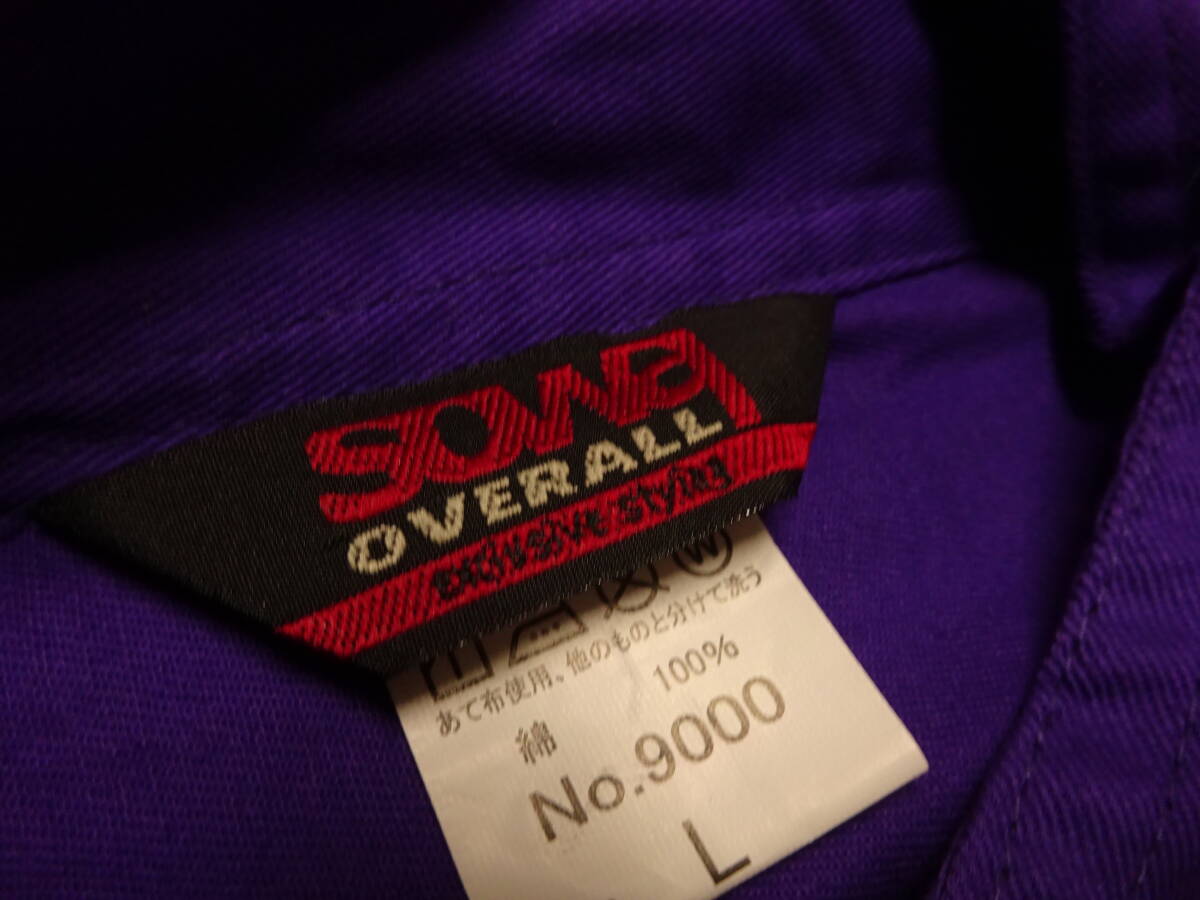 SOWA
OVERALL
W
あて布使用、他のものと分けて洗う
綿 100%
No.9000
L